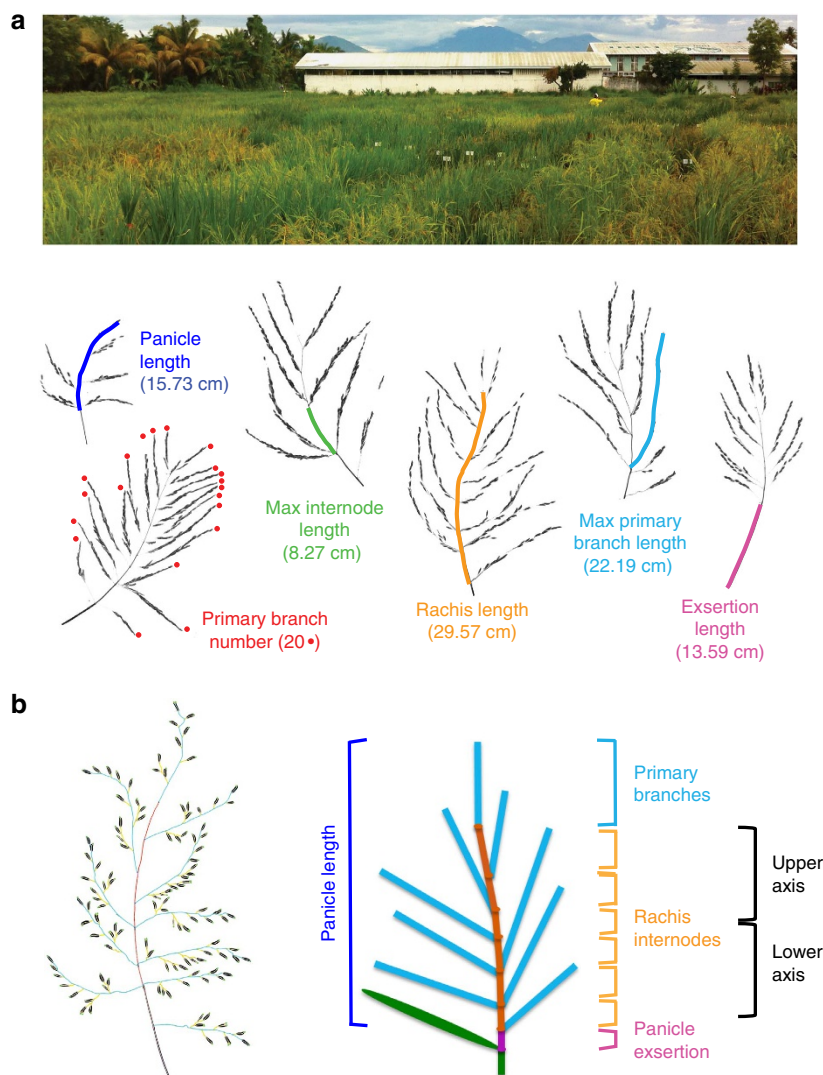 a
Panicle
length
(15.73 cm)
Max internode
length
(8.27 cm)
Primary branch
number (20•)
Rachis length
(29.57 cm)
Max primary
branch length
(22.19 cm)
Exsertion
length
(13.59 cm)
b
Panicle length
Primary
branches
Rachis
internodes
Panicle
exsertion
Upper
axis
Lower
axis